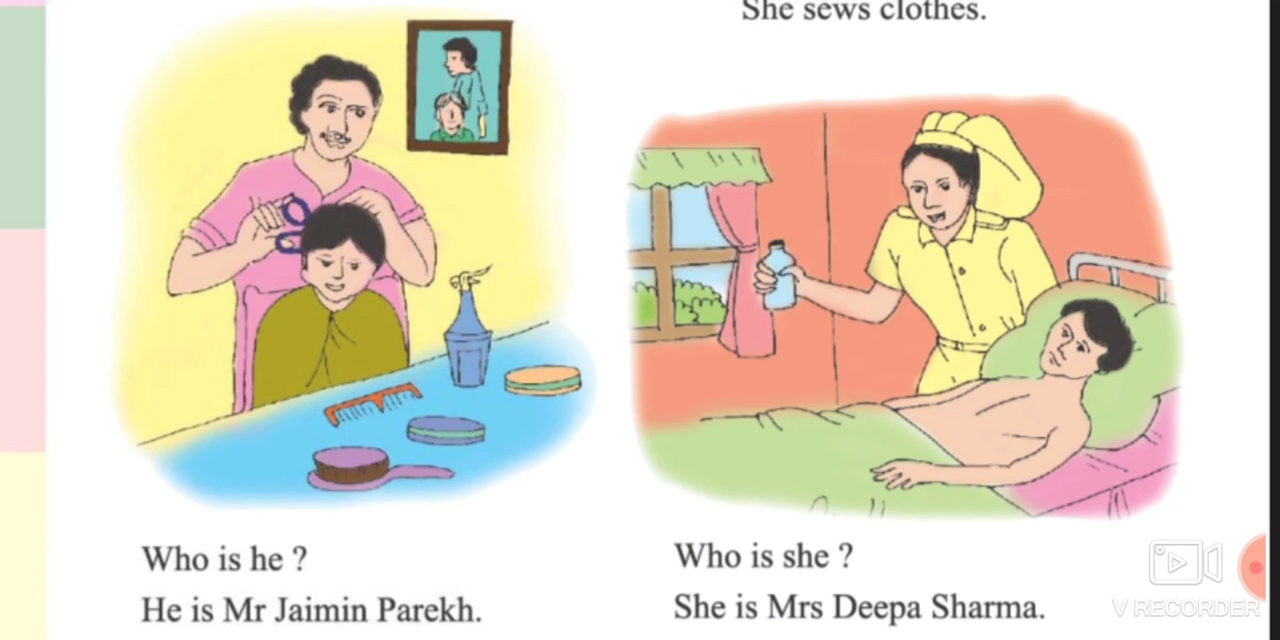 She sews clothes.
Who is he ?
He is Mr Jaimin Parekh.
Who is she ?
She is Mrs Deepa Sharma.
V RECORDER